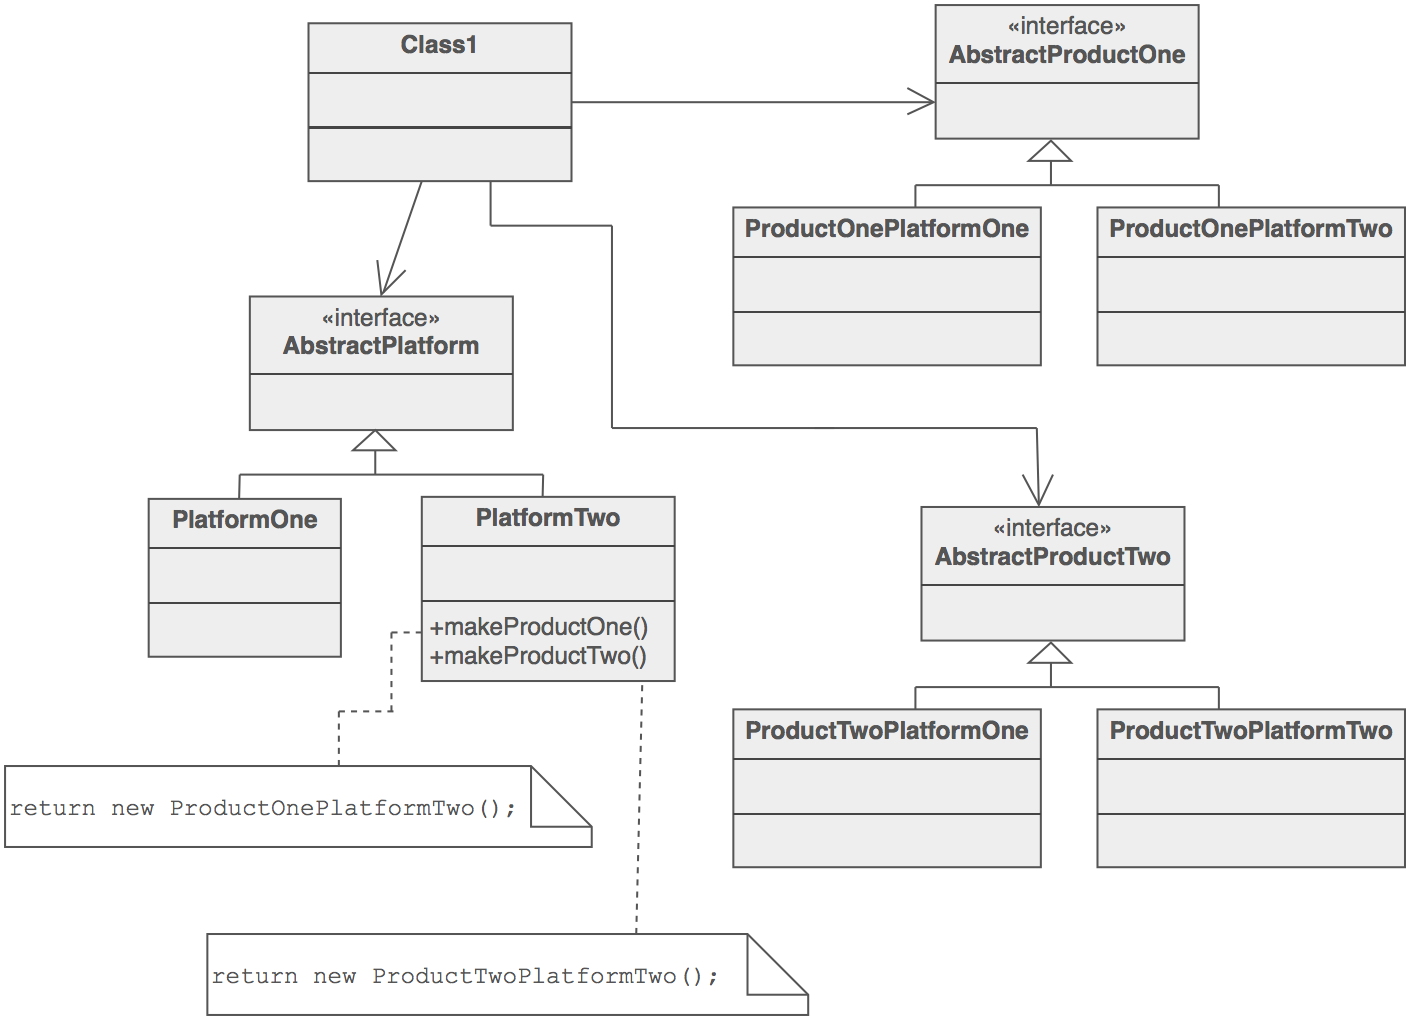 Class1
«interface»
AbstractProductOne
ProductOnePlatformOne
ProductOnePlatformTwo
«interface»
AbstractPlatform
PlatformOne
PlatformTwo
+makeProductOne()
+makeProductTwo()
«interface»
AbstractProductTwo
ProductTwoPlatformOne
ProductTwoPlatformTwo
return new ProductOnePlatformTwo();
return new ProductTwoPlatformTwo();